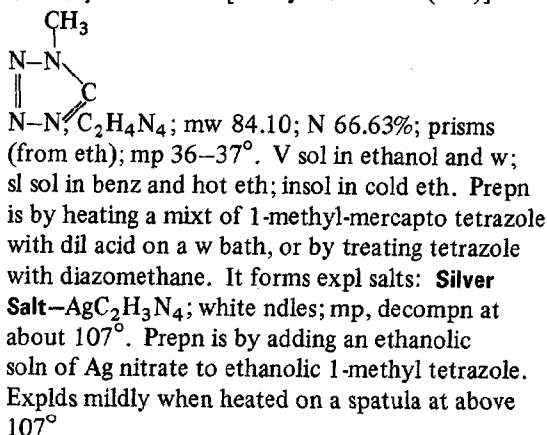 CH₃
N–N
C
N–N; C₂H₄N₄; mw 84.10; N 66.63%; prisms
(from eth); mp 36–37°. V sol in ethanol and w;
sl sol in benz and hot eth; insol in cold eth. Prepn
is by heating a mixt of 1-methyl-mercapto tetrazole
with dil acid on a w bath, or by treating tetrazole
with diazomethane. It forms expl salts: Silver
Salt–AgC₂H₃N₄; white ndles; mp, decompn at
about 107°. Prepn is by adding an ethanolic
soln of Ag nitrate to ethanolic 1-methyl tetrazole.
Explds mildly when heated on a spatula at above
107°